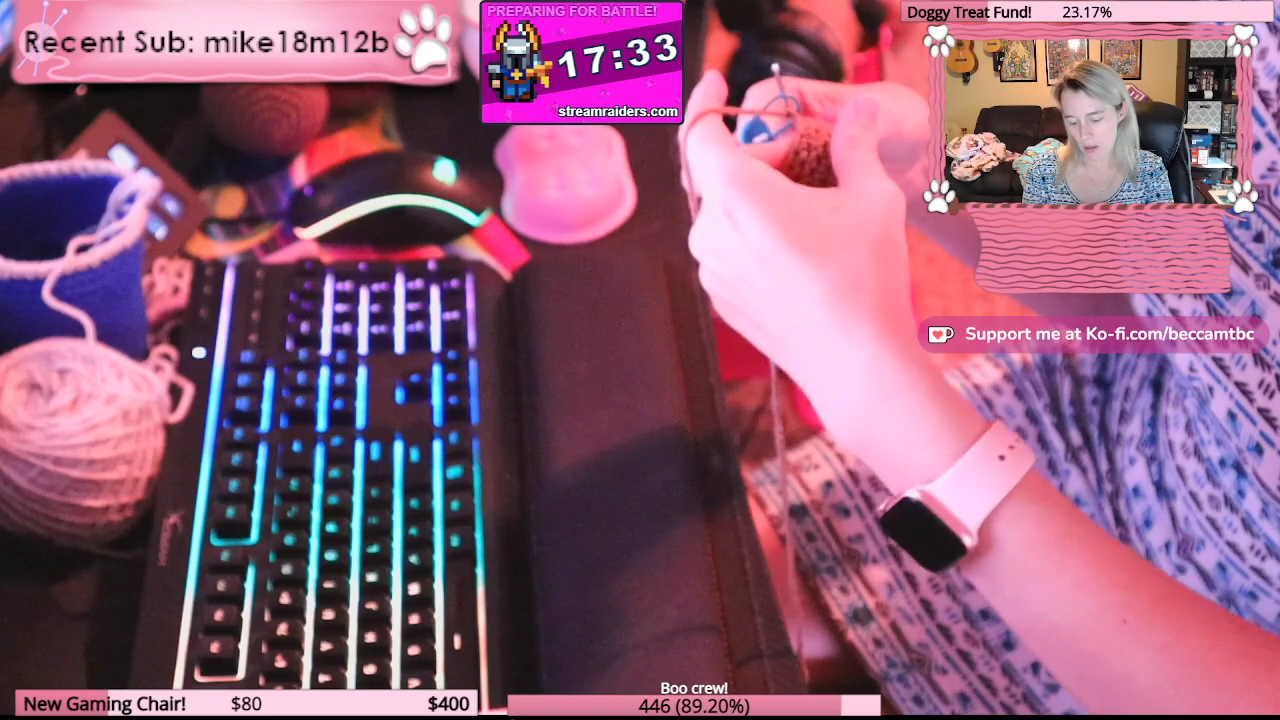 Recent Sub: mike18m12b
PREPARING FOR BATTLE!
17:33
streamraiders.com
Doggy Treat Fund! 23.17%
Support me at Ko-fi.com/beccamtbc
New Gaming Chair! $80 $400
Boo crew!
446 (89.20%)